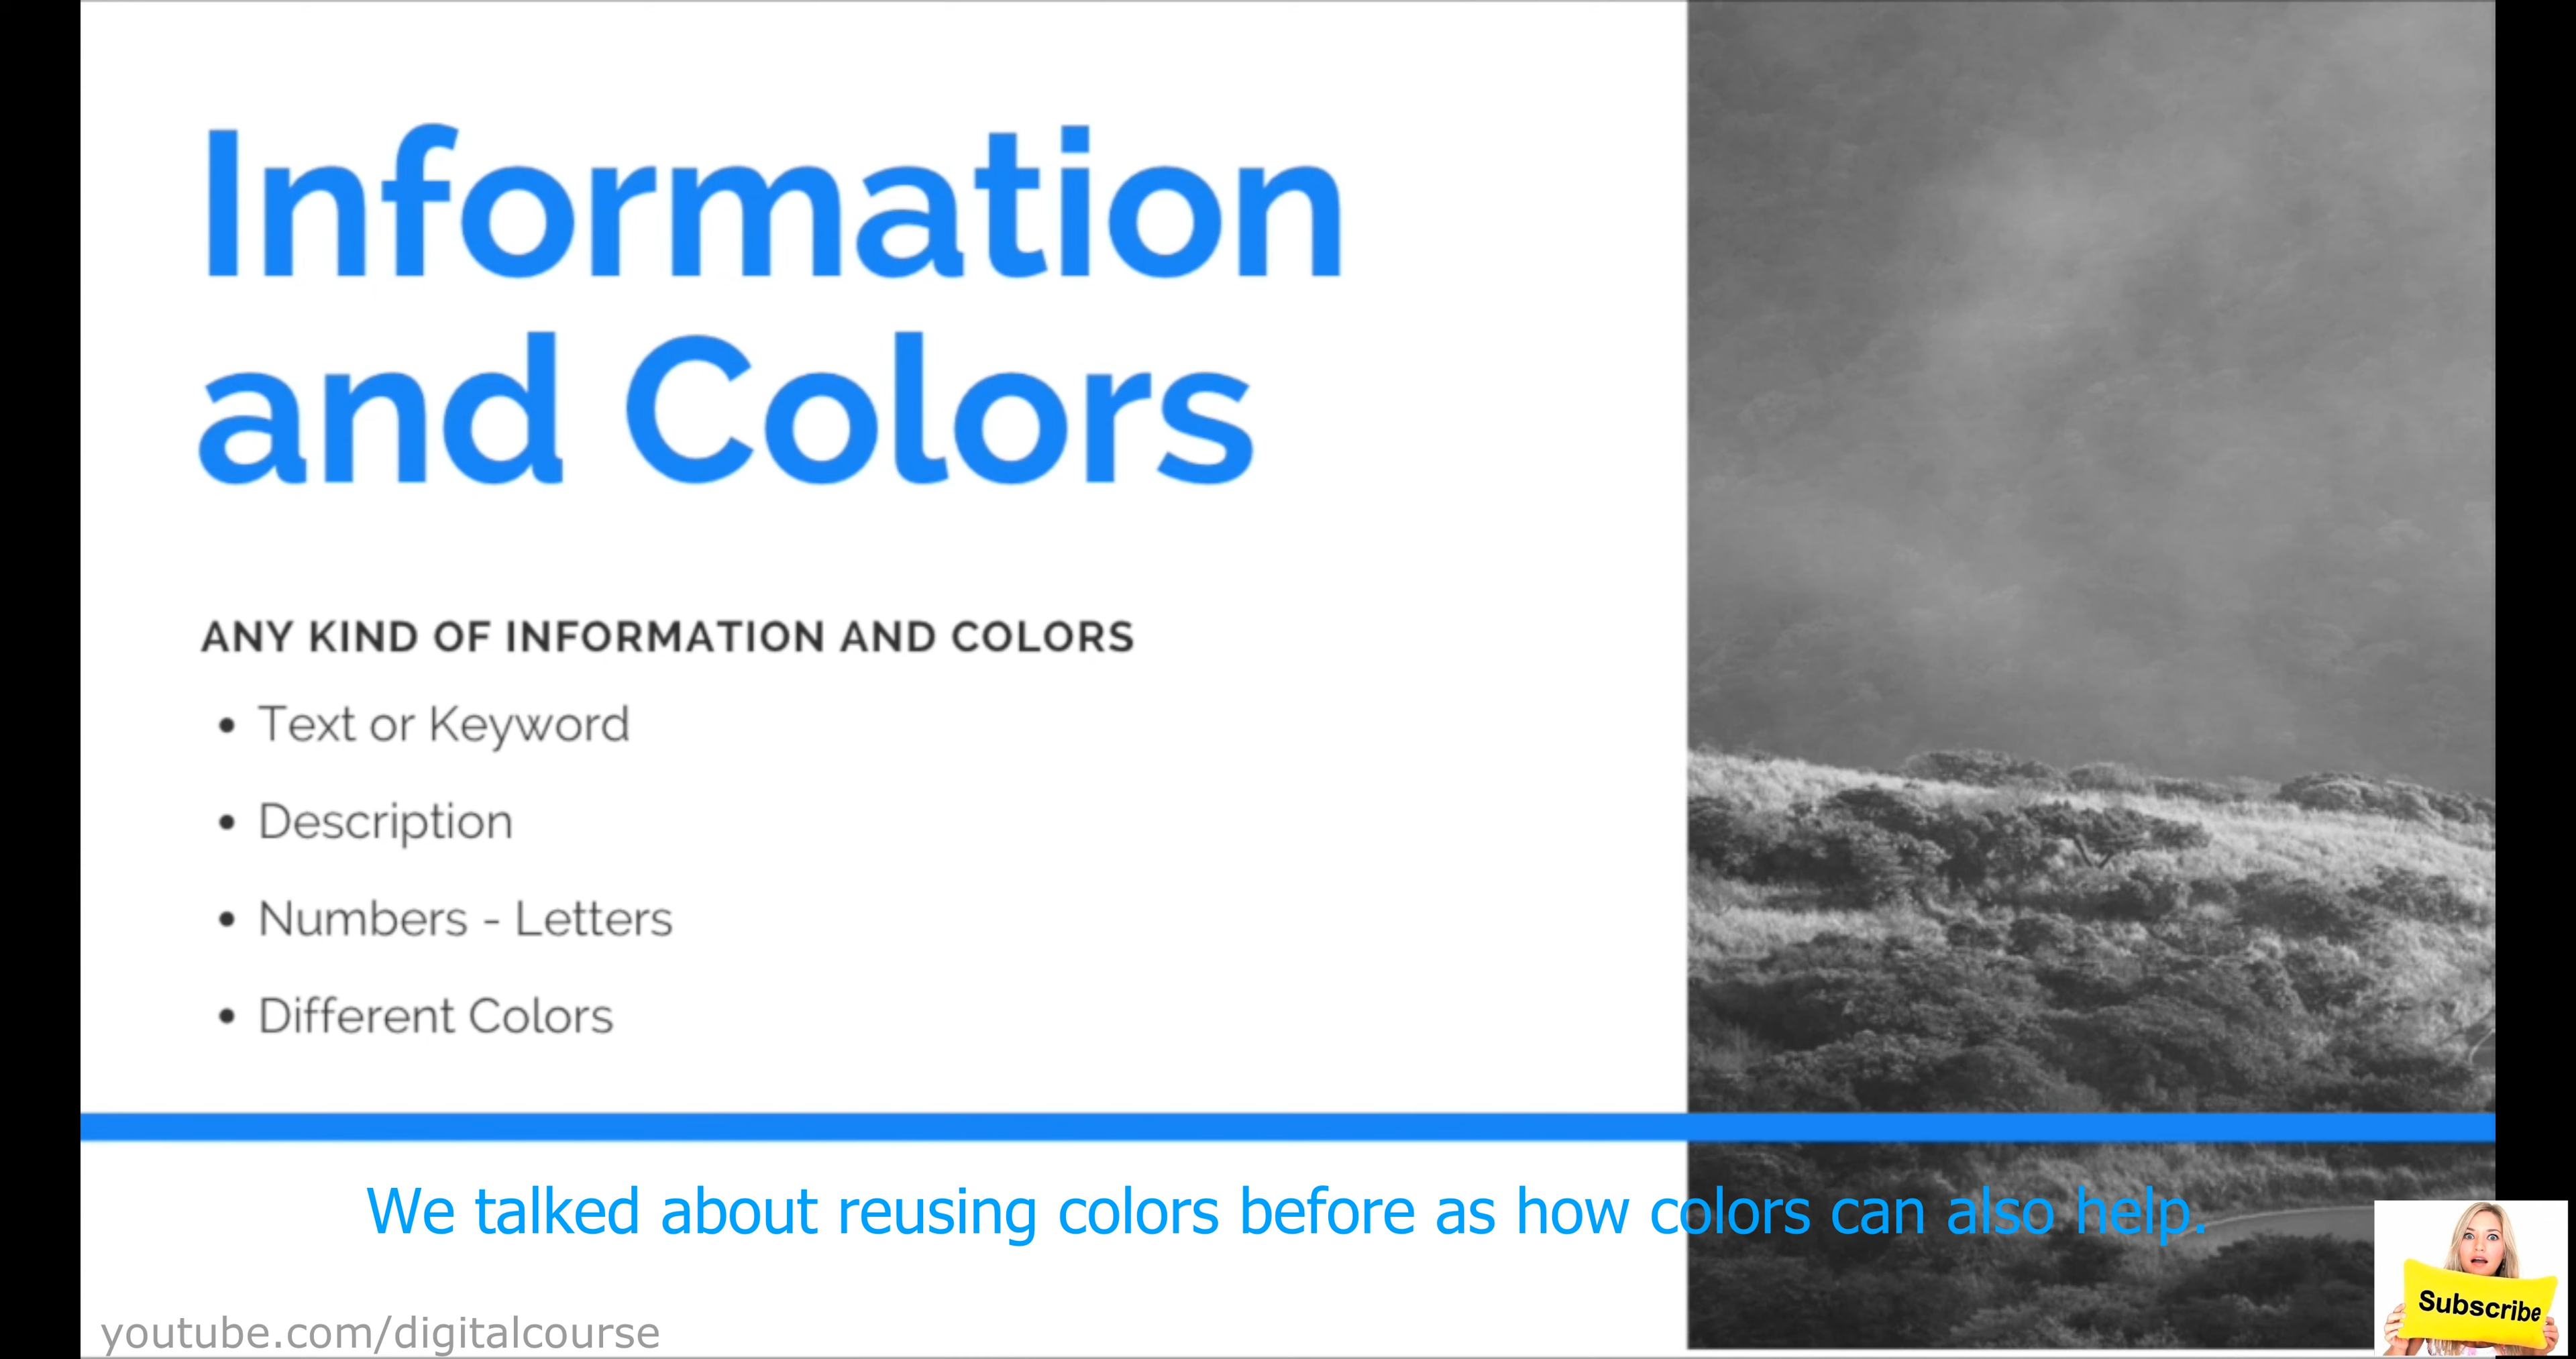 Information
and Colors
ANY KIND OF INFORMATION AND COLORS
• Text or Keyword
• Description
• Numbers - Letters
• Different Colors
We talked about reusing colors before as how colors can also help.
Subscribe
youtube.com/digitalcourse